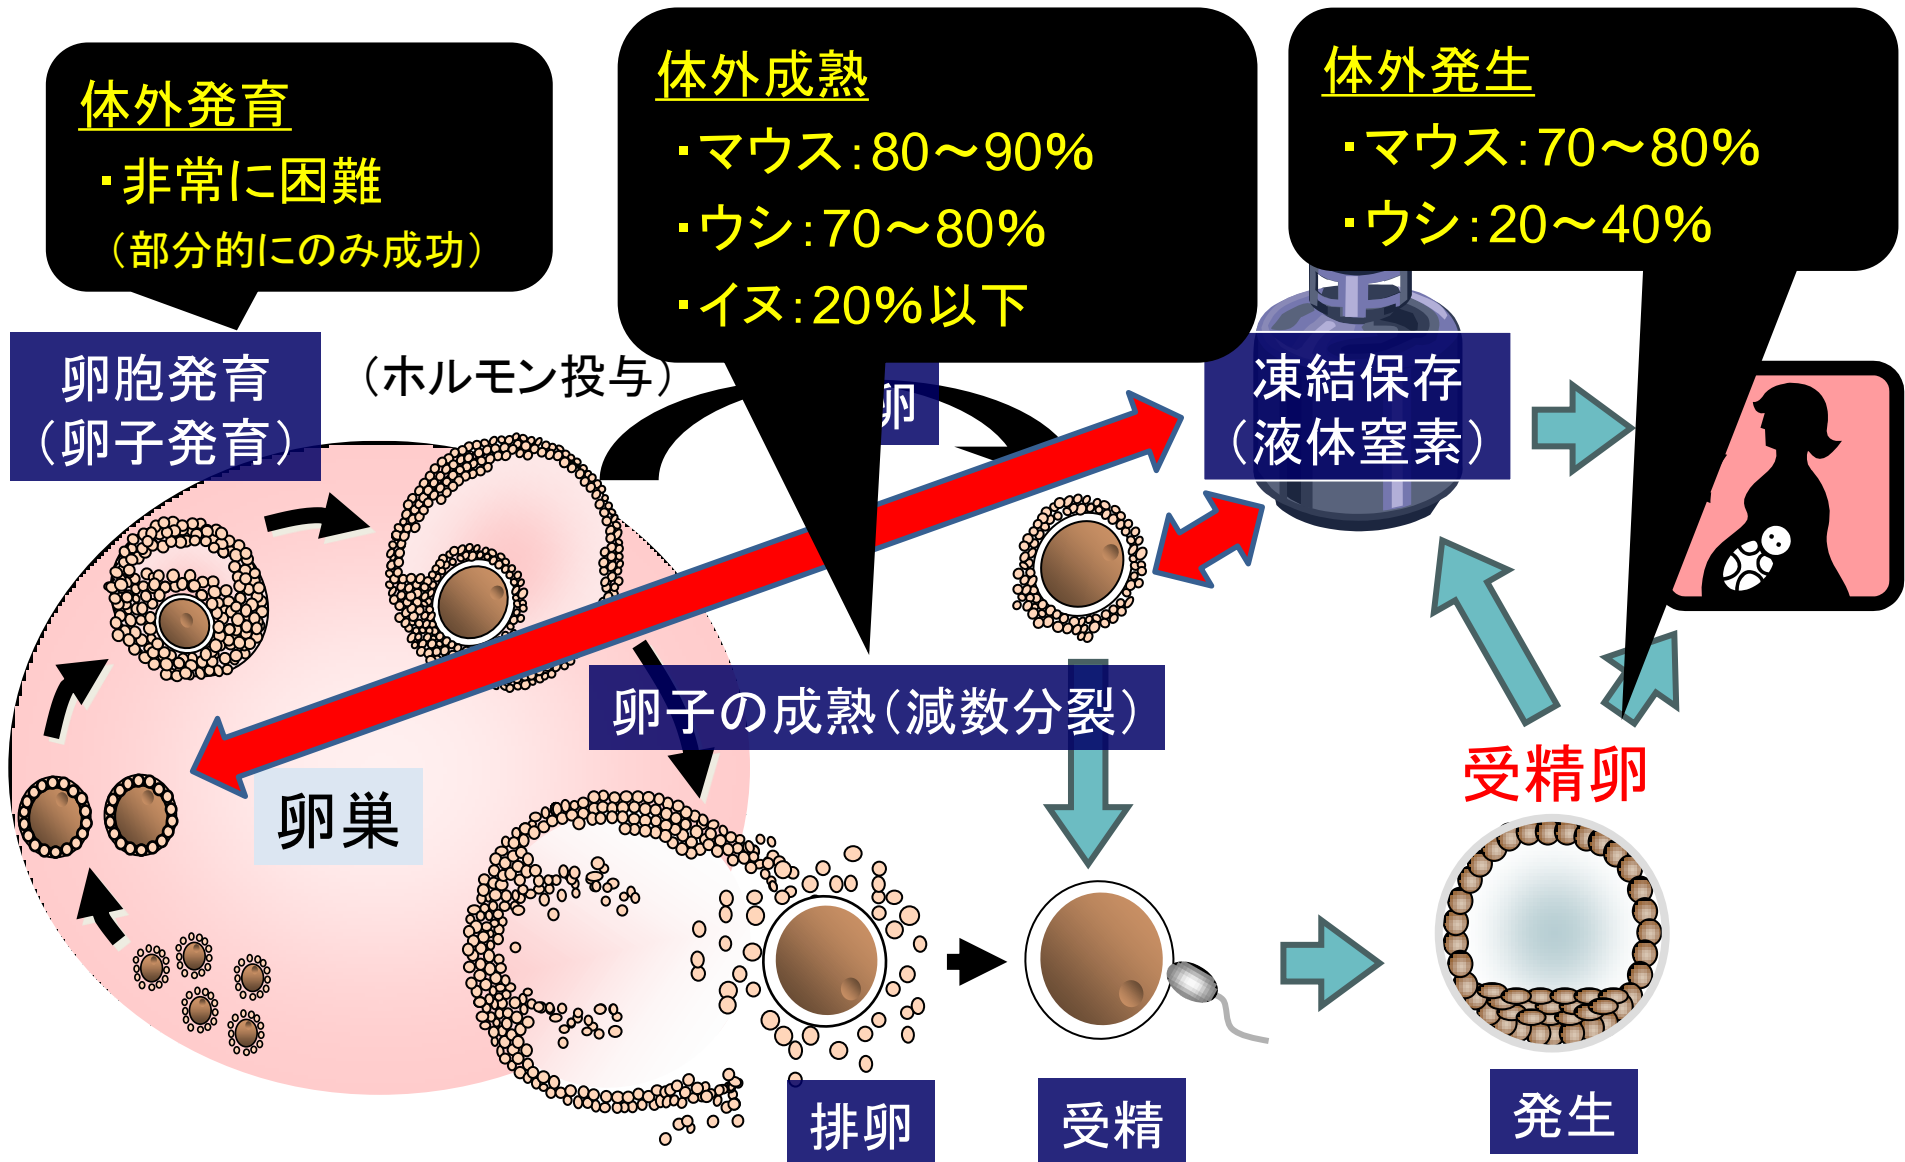 体外発育
・非常に困難
（部分的にのみ成功）
体外成熟
・マウス：80～90%
・ウシ：70～80%
・イヌ：20%以下
体外発生
・マウス：70～80%
・ウシ：20～40%
卵胞発育
（卵子発育）
（ホルモン投与）
卵
凍結保存
（液体窒素）
卵子の成熟（減数分裂）
卵巣
受精卵
排卵
受精
発生